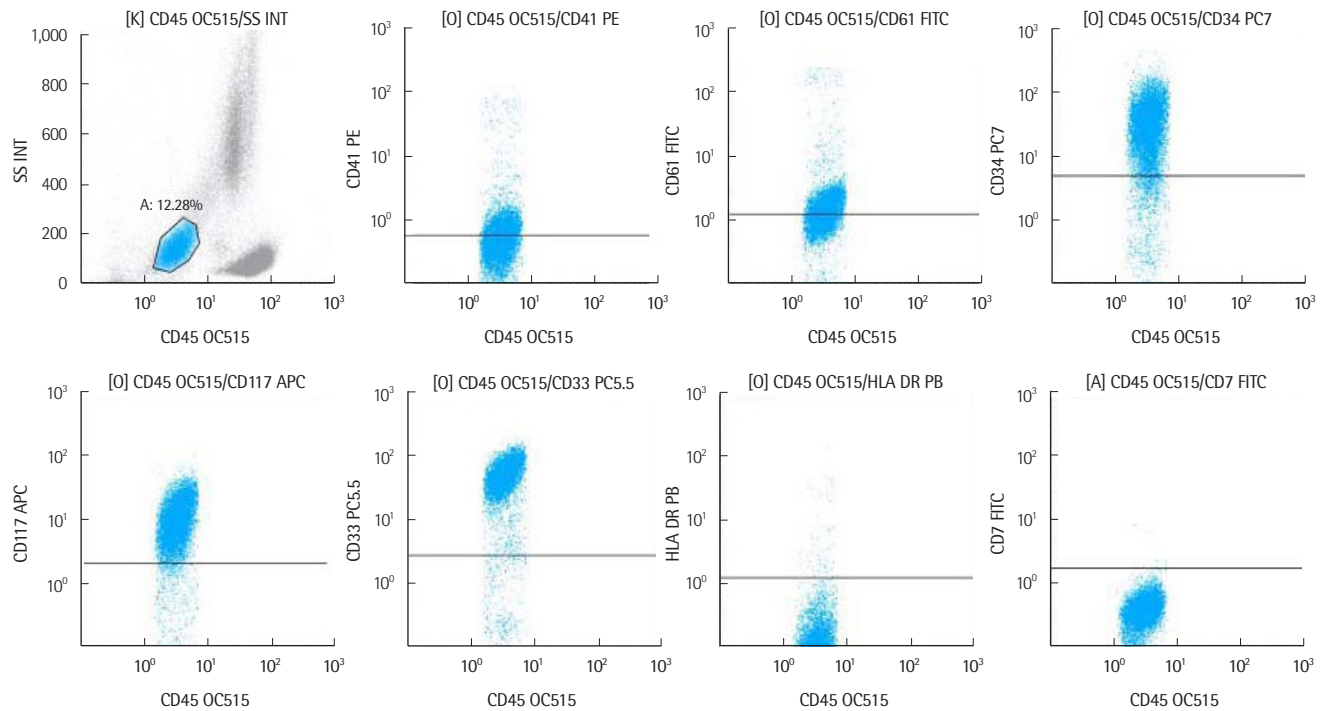 [K] CD45 OC515/SS INT
1,000
800
600
400
200
0
SS INT
A: 12.28%
10⁰ 10¹ 10² 10³
CD45 OC515
[O] CD45 OC515/CD41 PE
10³
10²
10¹
10⁰
CD41 PE
10⁰ 10¹ 10² 10³
CD45 OC515
[O] CD45 OC515/CD61 FITC
10³
10²
10¹
10⁰
CD61 FITC
10⁰ 10¹ 10² 10³
CD45 OC515
[O] CD45 OC515/CD34 PC7
10³
10²
10¹
10⁰
CD34 PC7
10⁰ 10¹ 10² 10³
CD45 OC515
[O] CD45 OC515/CD117 APC
10³
10²
10¹
10⁰
CD117 APC
10⁰ 10¹ 10² 10³
CD45 OC515
[O] CD45 OC515/CD33 PC5.5
10³
10²
10¹
10⁰
CD33 PC5.5
10⁰ 10¹ 10² 10³
CD45 OC515
[O] CD45 OC515/HLA DR PB
10³
10²
10¹
10⁰
HLA DR PB
10⁰ 10¹ 10² 10³
CD45 OC515
[A] CD45 OC515/CD7 FITC
10³
10²
10¹
10⁰
CD7 FITC
10⁰ 10¹ 10² 10³
CD45 OC515